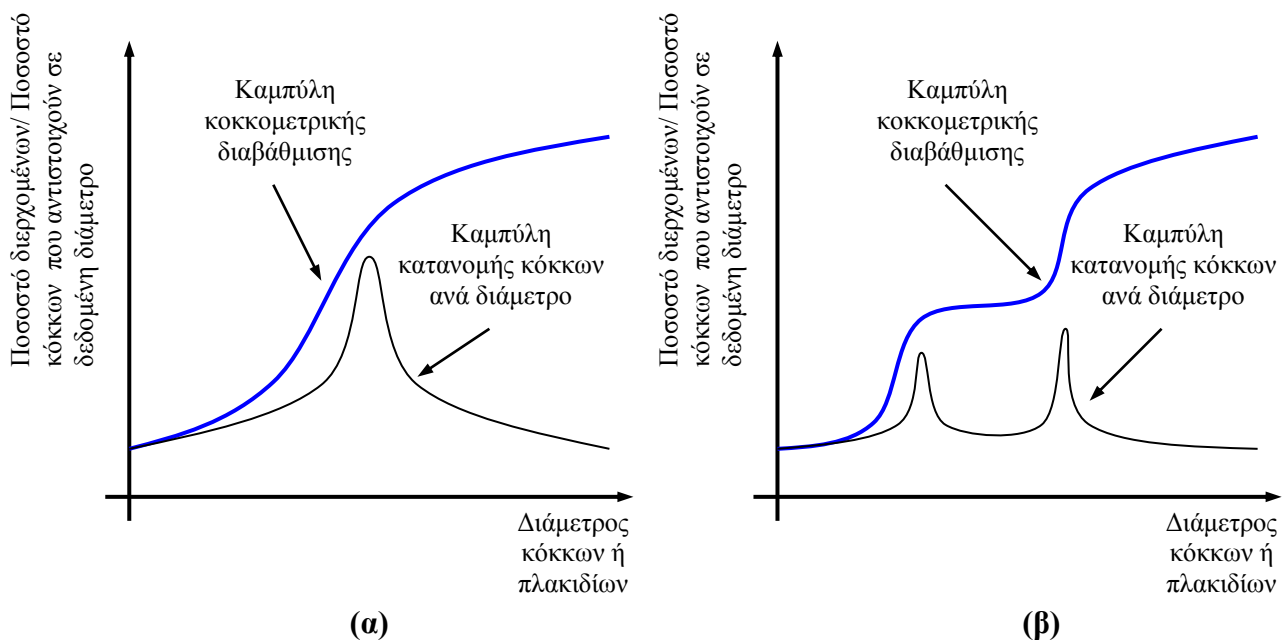 Ποσοστό διερχομένων/ Ποσοστό
κόκκων  που αντιστοιχούν σε
δεδομένη διάμετρο
Καμπύλη
κοκκομετρικής
διαβάθμισης
Καμπύλη
κατανομής κόκκων
ανά διάμετρο
Διάμετρος
κόκκων ή
πλακιδίων
(α)
Ποσοστό διερχομένων/ Ποσοστό
κόκκων  που αντιστοιχούν σε
δεδομένη διάμετρο
Καμπύλη
κοκκομετρικής
διαβάθμισης
Καμπύλη
κατανομής κόκκων
ανά διάμετρο
Διάμετρος
κόκκων ή
πλακιδίων
(β)